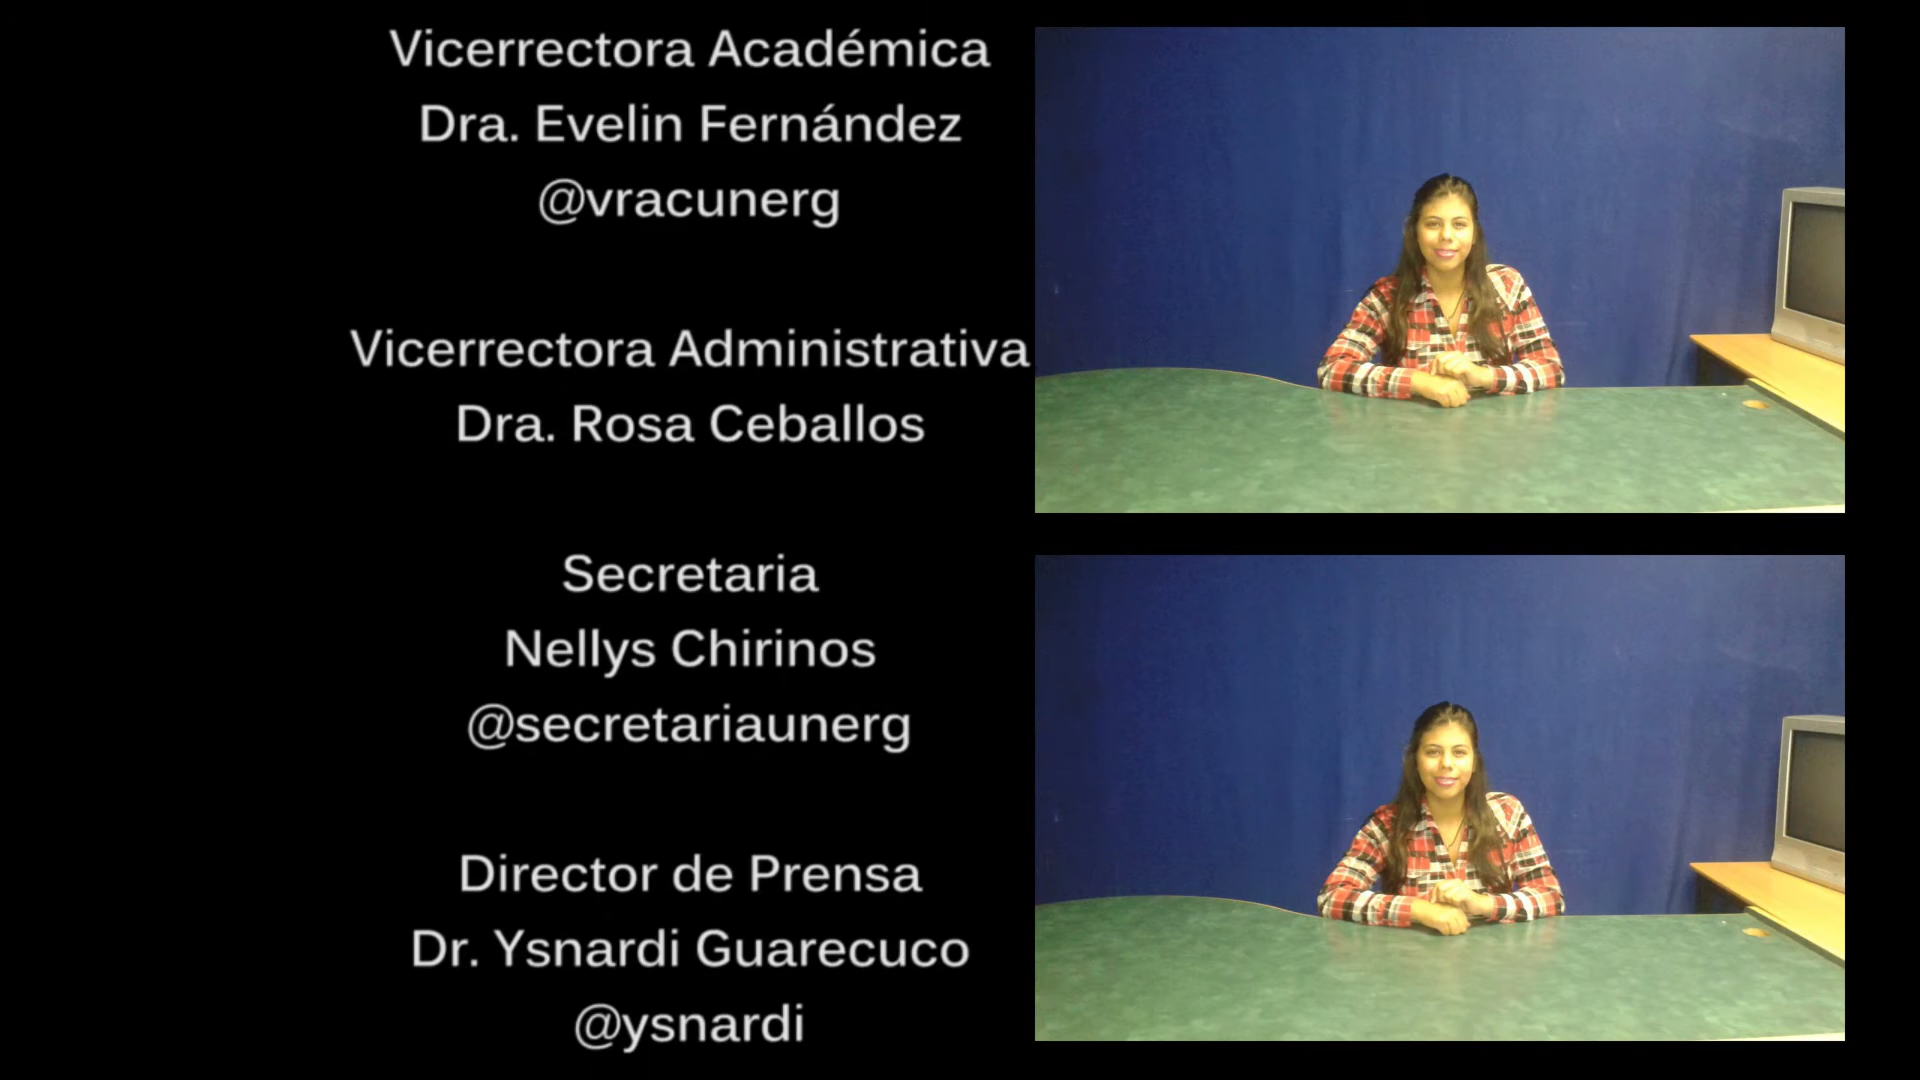 Vicerrectora Académica
Dra. Evelin Fernández
@vracunerg
Vicerrectora Administrativa
Dra. Rosa Ceballos
Secretaria
Nellys Chirinos
@secretariaunerg
Director de Prensa
Dr. Ysnardi Guarecuco
@ysnardi